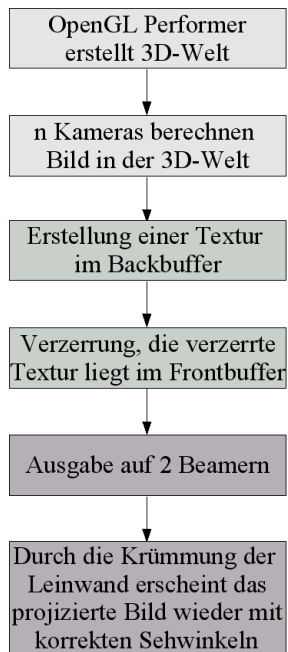 OpenGL Performer
erstellt 3D-Welt
n Kameras berechnen
Bild in der 3D-Welt
Erstellung einer Textur
im Backbuffer
Verzerrung, die verzerrte
Textur liegt im Frontbuffer
Ausgabe auf 2 Beamern
Durch die Krümmung der
Leinwand erscheint das
projizierte Bild wieder mit
korrekten Sehwinkeln